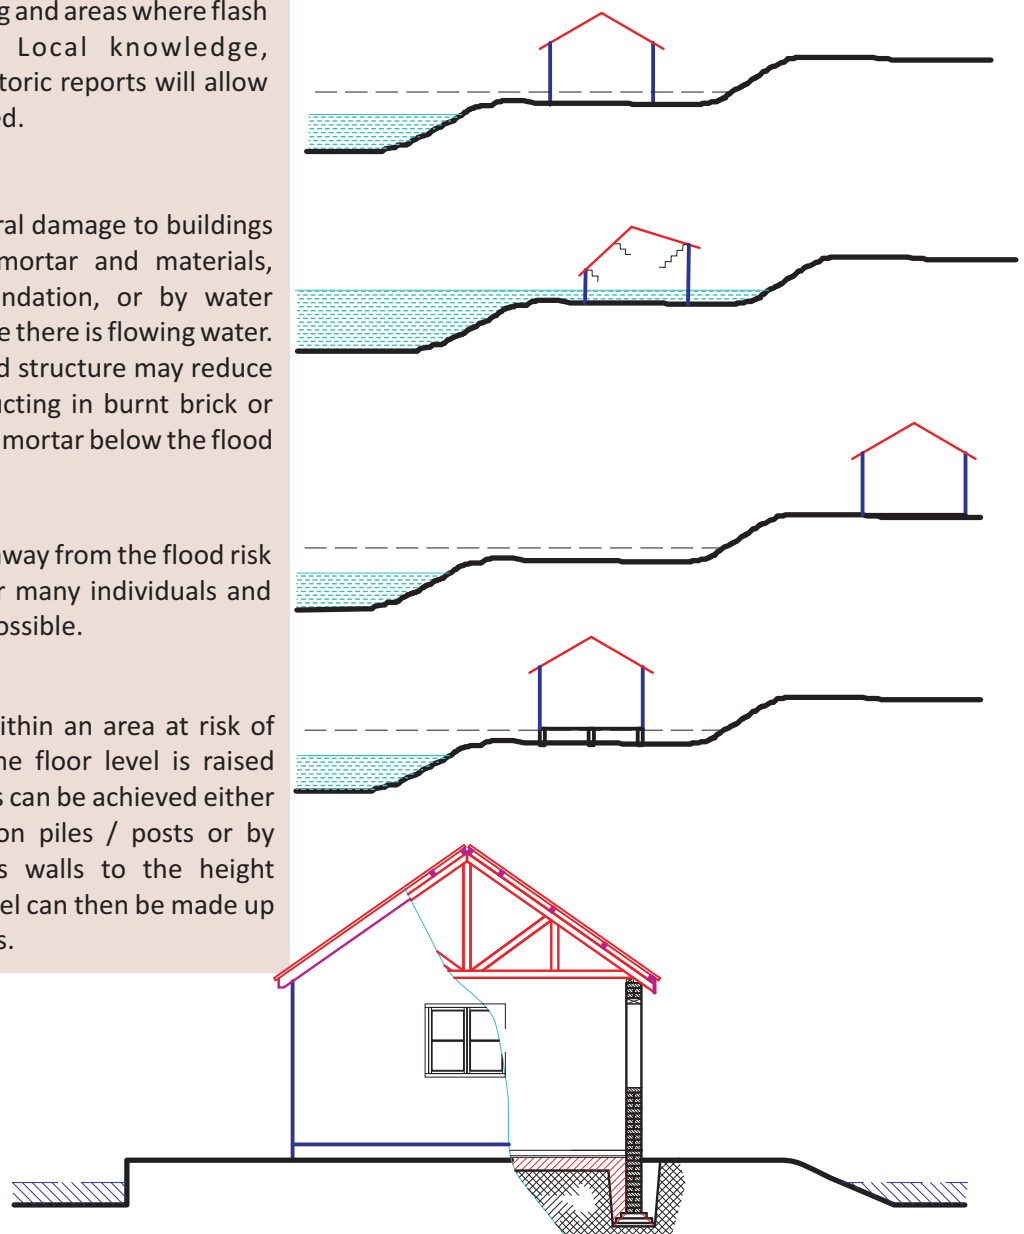 g and areas where flash
Local knowledge,
toric reports will allow
ed.
ral damage to buildings
mortar and materials,
ndation, or by water
e there is flowing water.
d structure may reduce
ucting in burnt brick or
mortar below the flood
away from the flood risk
r many individuals and
ossible.
ithin an area at risk of
he floor level is raised
s can be achieved either
on piles / posts or by
s walls to the height
el can then be made up
s.